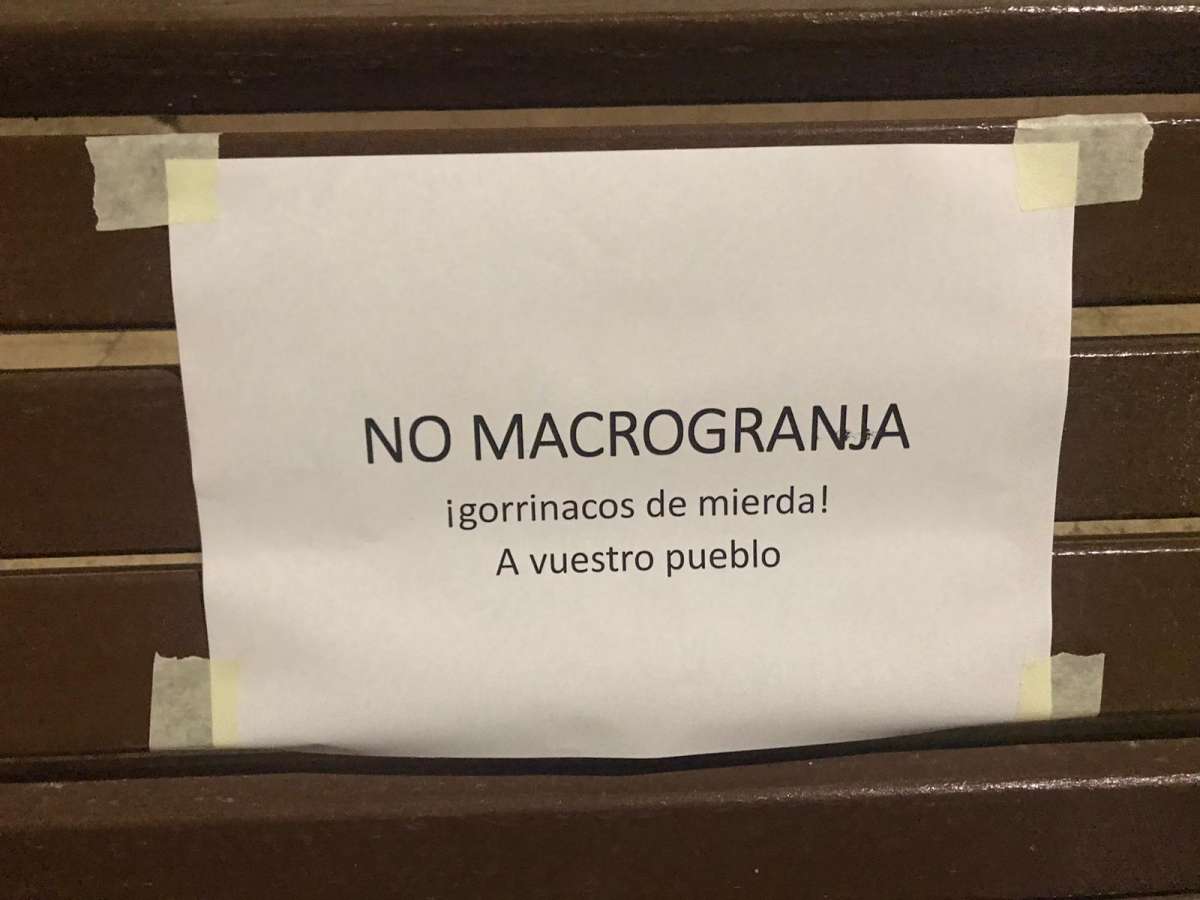 NO MACROGRANJA
¡gorrinacos de mierda!
A vuestro pueblo